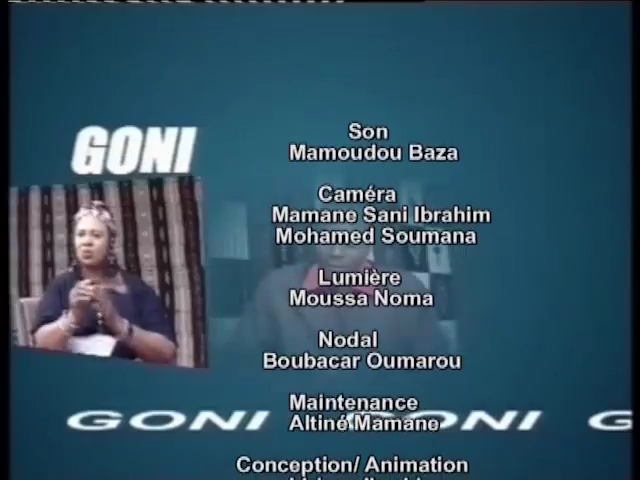 GONI
Son
Mamoudou Baza
Caméra
Mamane Sani Ibrahim
Mohamed Soumana
Lumière
Moussa Noma
Nodal
Boubacar Oumarou
Maintenance
Altiné Mamane
GONI GONI G
Conception/ Animation